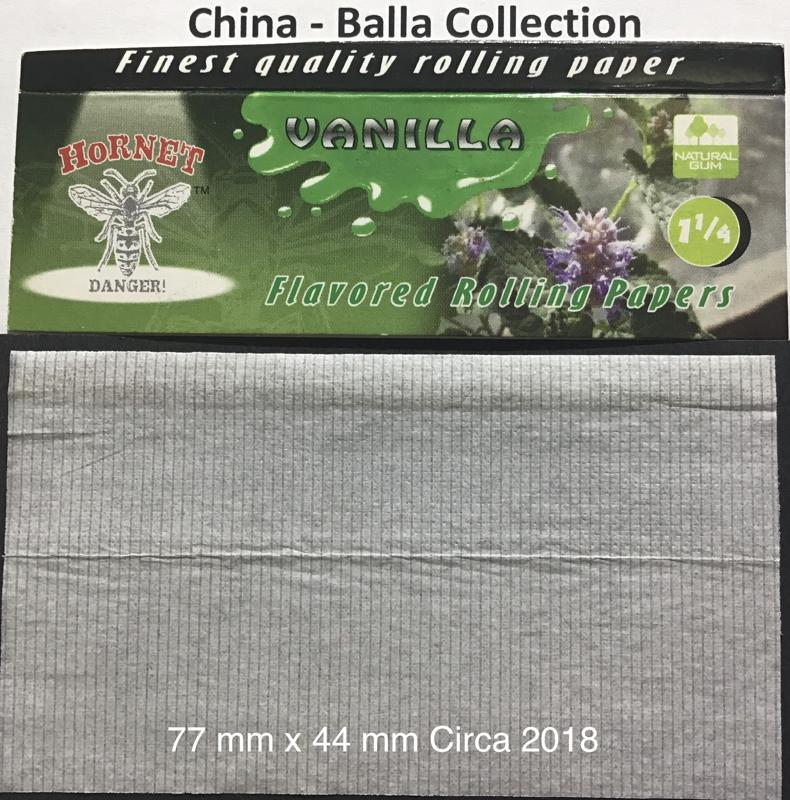 China - Balla Collection
Finest quality rolling paper
VANILLA
HORNET
TM
NATURAL
GUM
1 1/4
DANGER!
Flavored Rolling Papers
77 mm x 44 mm Circa 2018